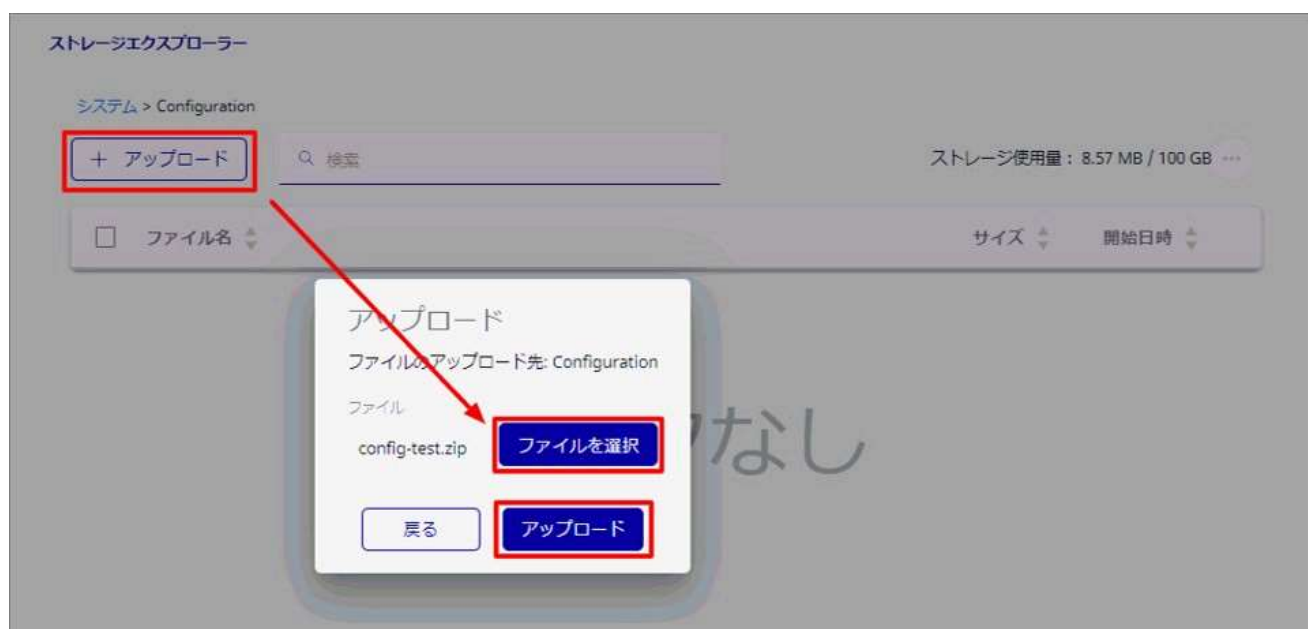 ストレージエクスプローラー
システム > Configuration
+ アップロード
検索
ストレージ使用量： 8.57 MB / 100 GB ...
ファイル名
サイズ
開始日時
アップロード
ファイルのアップロード先: Configuration
ファイル
config-test.zip
ファイルを選択
なし
戻る
アップロード